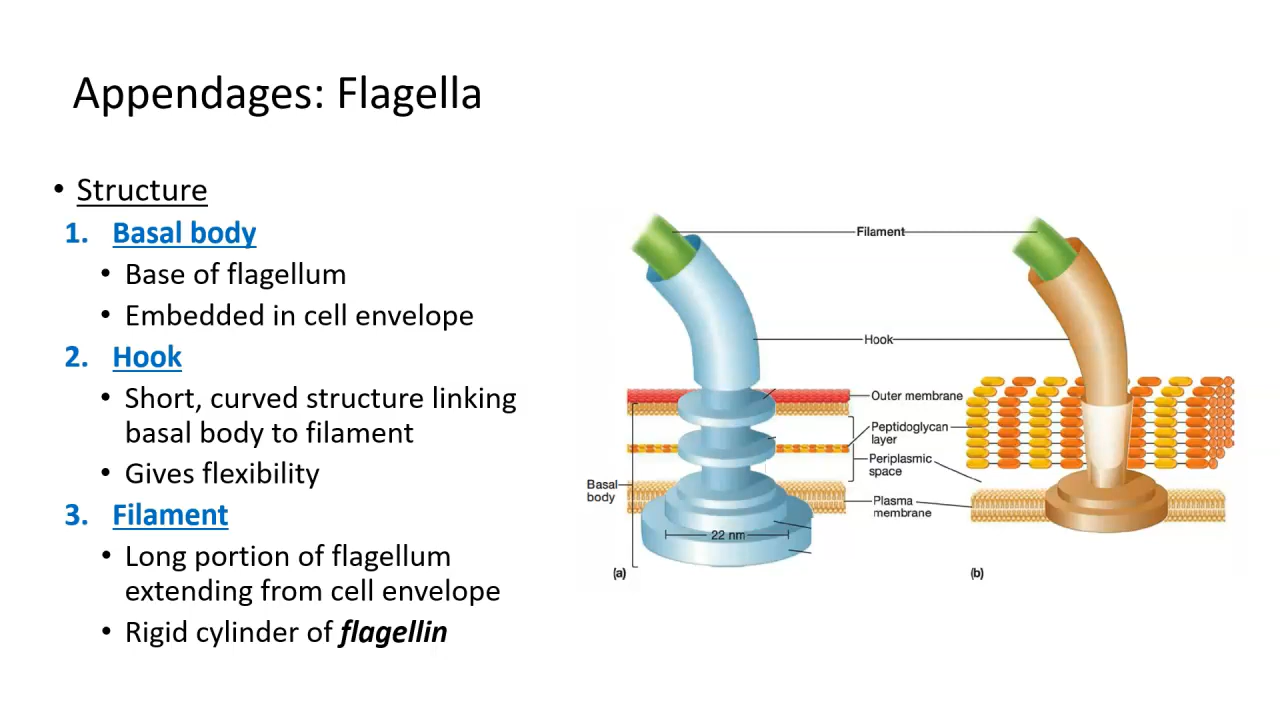 Appendages: Flagella
• Structure
1. Basal body
• Base of flagellum
• Embedded in cell envelope
2. Hook
• Short, curved structure linking
basal body to filament
• Gives flexibility
3. Filament
• Long portion of flagellum
extending from cell envelope
• Rigid cylinder of flagellin
Filament
Hook
Outer membrane
Peptidoglycan
layer
Periplasmic
space
Basal
body
Plasma
membrane
22 nm
(a)
(b)